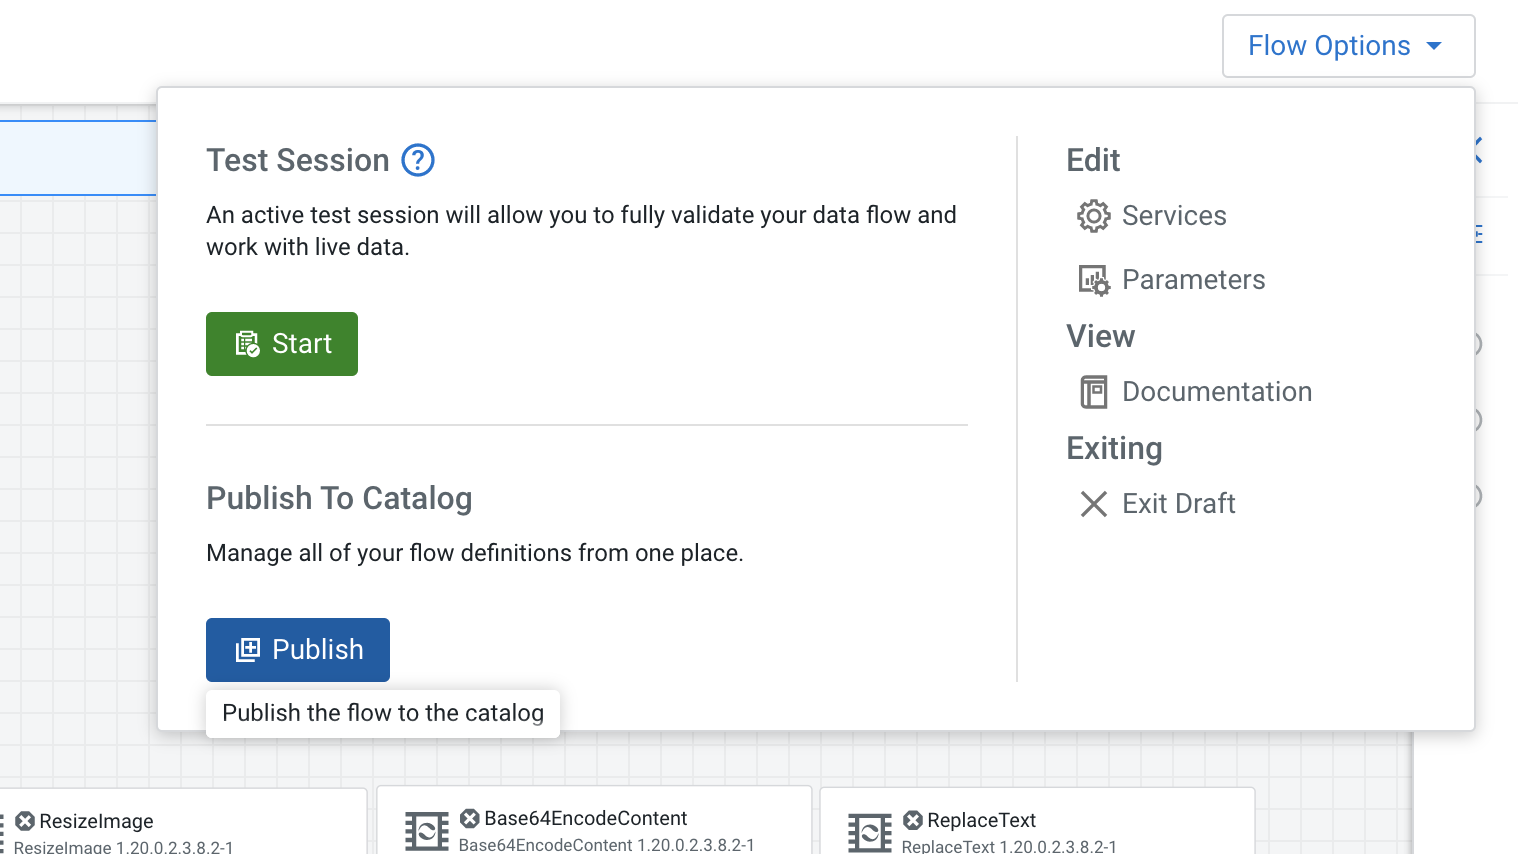 Flow Options
Test Session
An active test session will allow you to fully validate your data flow and
work with live data.
Start
Publish To Catalog
Manage all of your flow definitions from one place.
Publish
Publish the flow to the catalog
Edit
Services
Parameters
View
Documentation
Exiting
Exit Draft
ResizeImage
ResizeImage 1.20.0.2.3.8.2-1
Base64EncodeContent
Base64EncodeContent 1.20.0.2.3.8.2-1
ReplaceText
ReplaceText 1.20.0.2.3.8.2-1